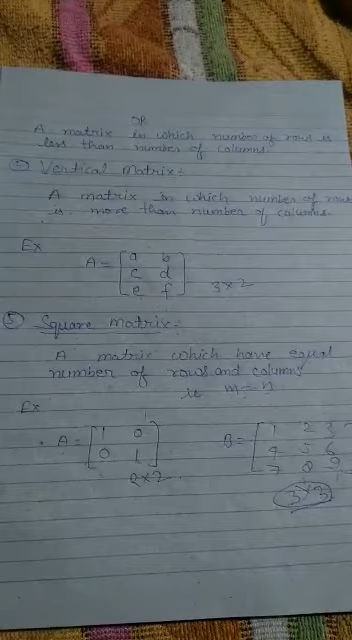 OR
A matrix in which number of rows is
less than number of columns.
Vertical Matrix:-
A matrix in which number of rows
is more than number of columns.
Ex
A = [a b
c d
e f] 3×2
⑤ Square matrix:-
A matrix which have equal
number of rows and columns
ie m = n
Ex
A = [1 0 B = [1 2 3
0 1] 4 5 6
2×2 7 8 9
3×3